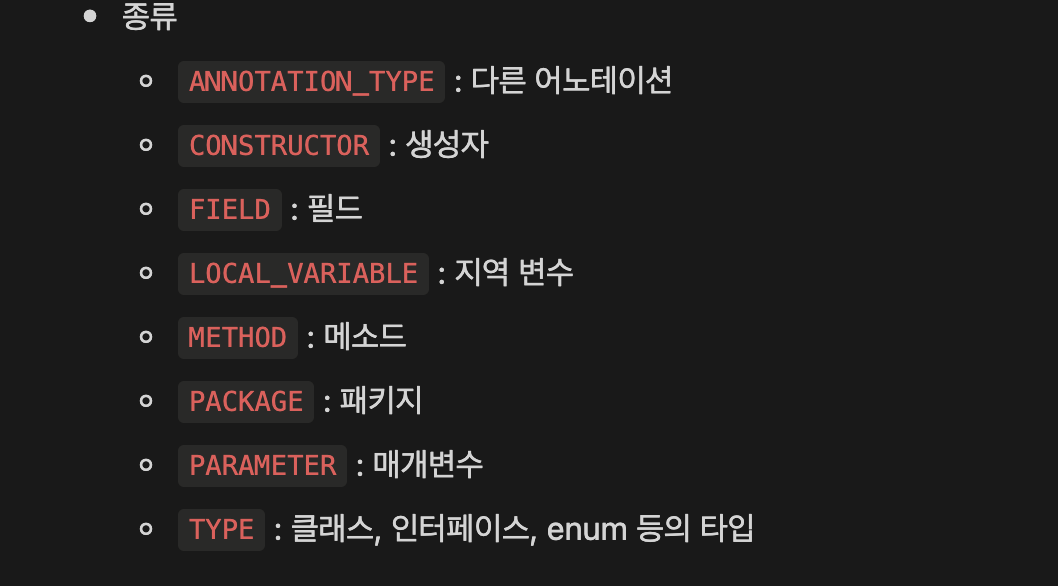 종류
ANNOTATION_TYPE : 다른 어노테이션
CONSTRUCTOR : 생성자
FIELD : 필드
LOCAL_VARIABLE : 지역 변수
METHOD : 메소드
PACKAGE : 패키지
PARAMETER : 매개변수
TYPE : 클래스, 인터페이스, enum 등의 타입